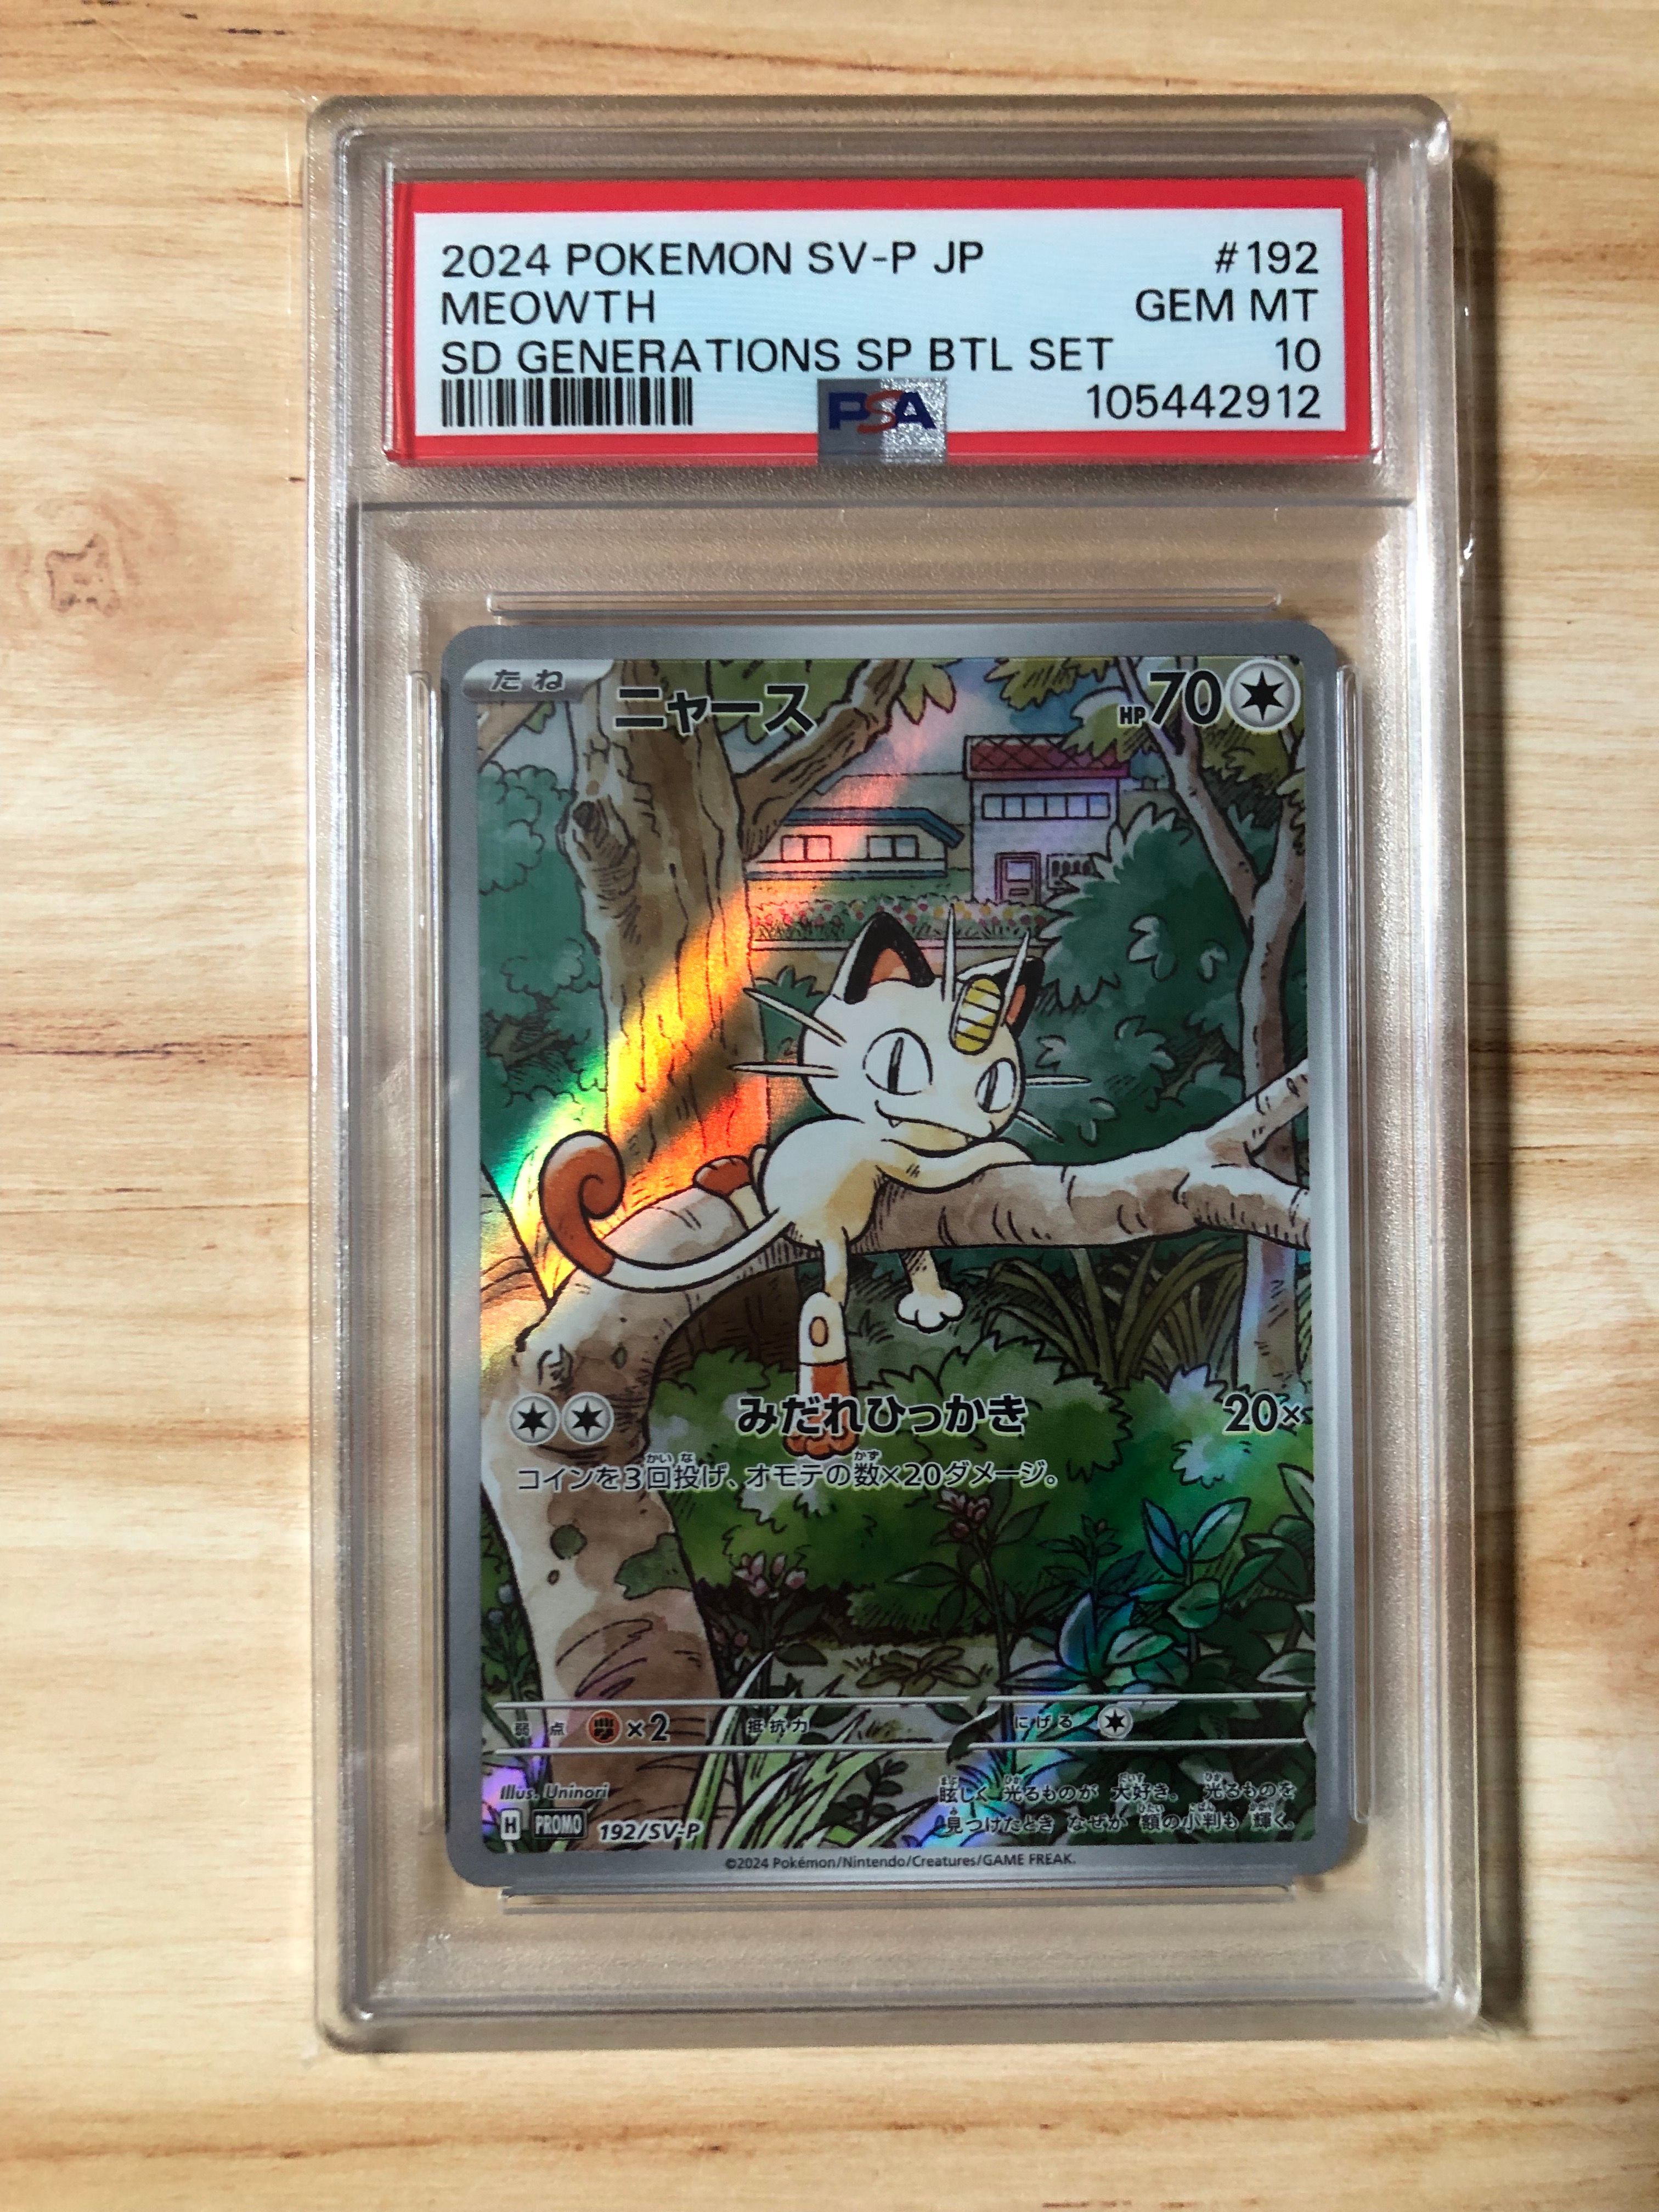 2024 POKEMON SV-P JP #192
MEOWTH GEM MT
SD GENERATIONS SP BTL SET 10
PSA 105442912
たね ニャース HP70
みだれひっかき 20×
コインを3回投げ、オモテの数×20ダメージ。
弱点 ×2 抵抗力 にげる
Illus. Uninori
眩しく 光るものが 大好き。 光るものを
見つけたとき なぜか 額の小判も 輝く。
H PROMO 192/SV-P
©2024 Pokémon/Nintendo/Creatures/GAME FREAK.